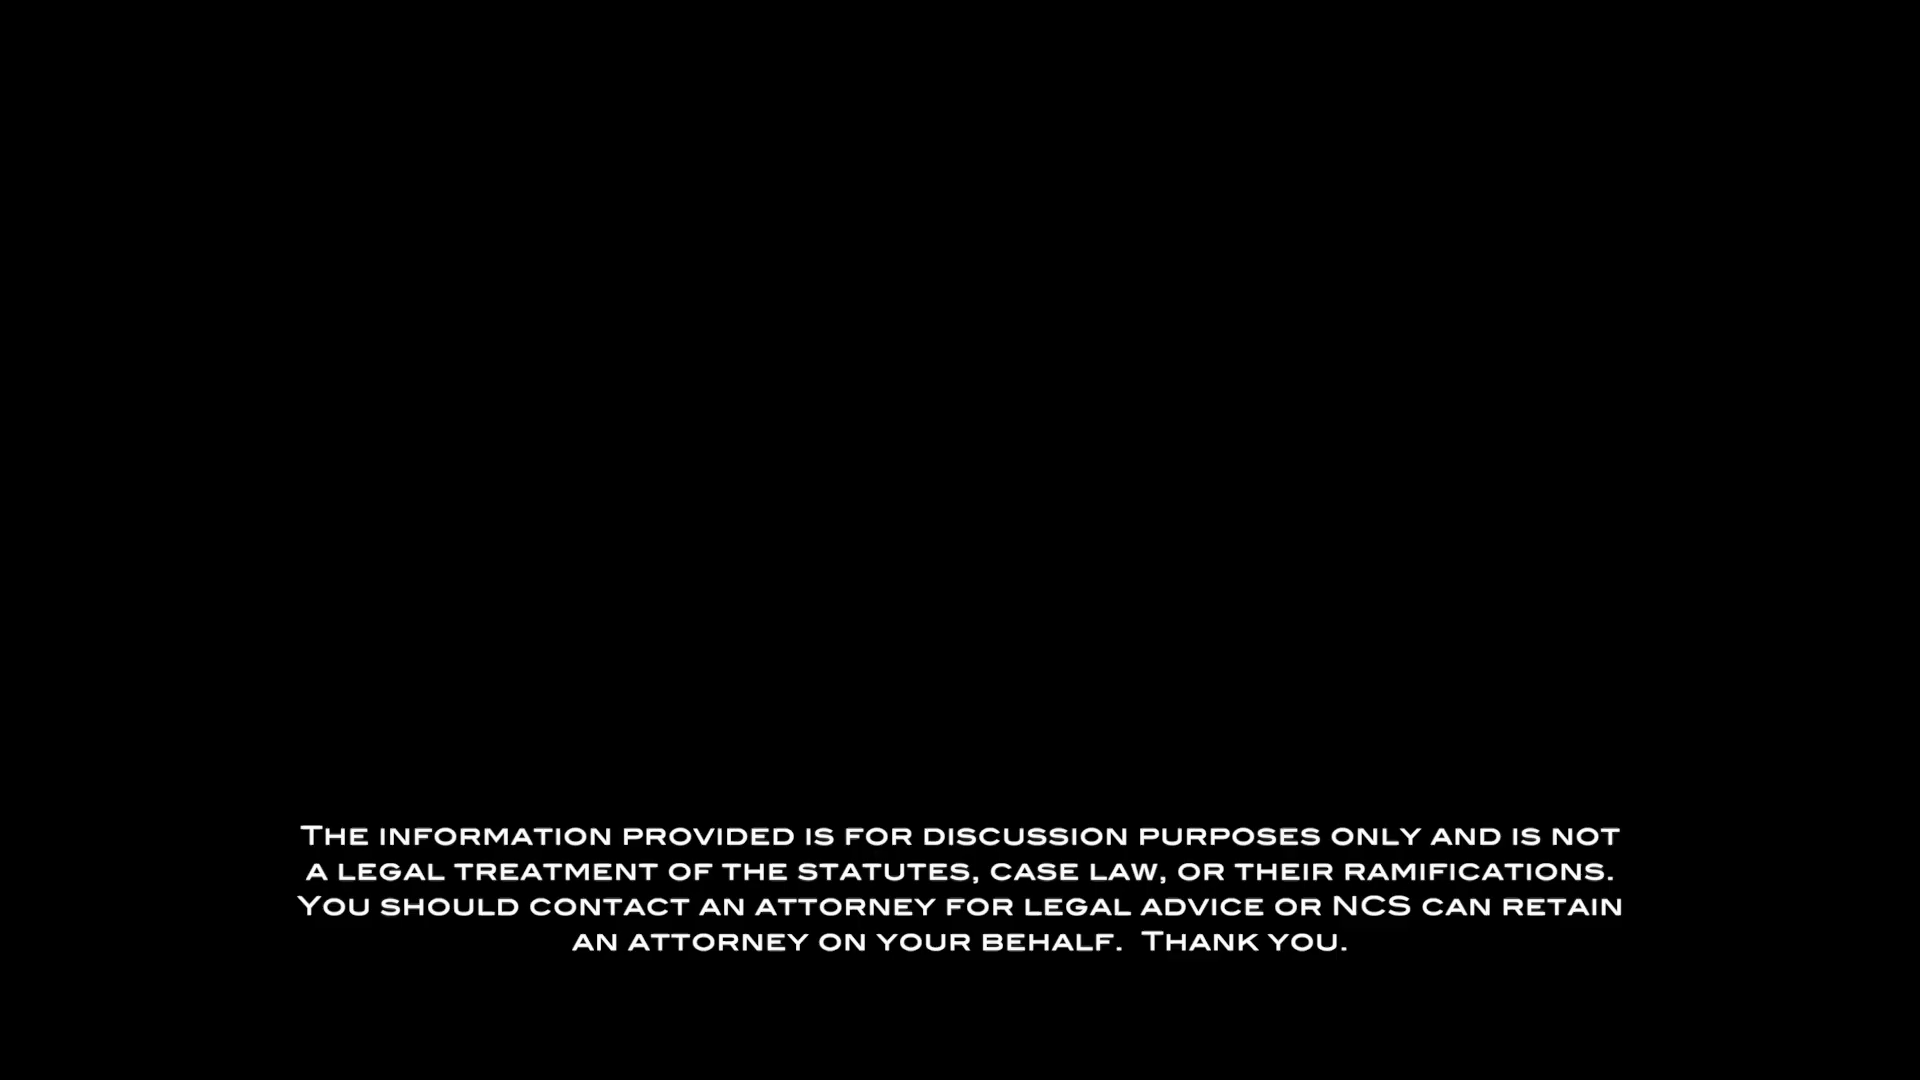 The information provided is for discussion purposes only and is not
a legal treatment of the statutes, case law, or their ramifications.
You should contact an attorney for legal advice or NCS can retain
an attorney on your behalf.  Thank you.